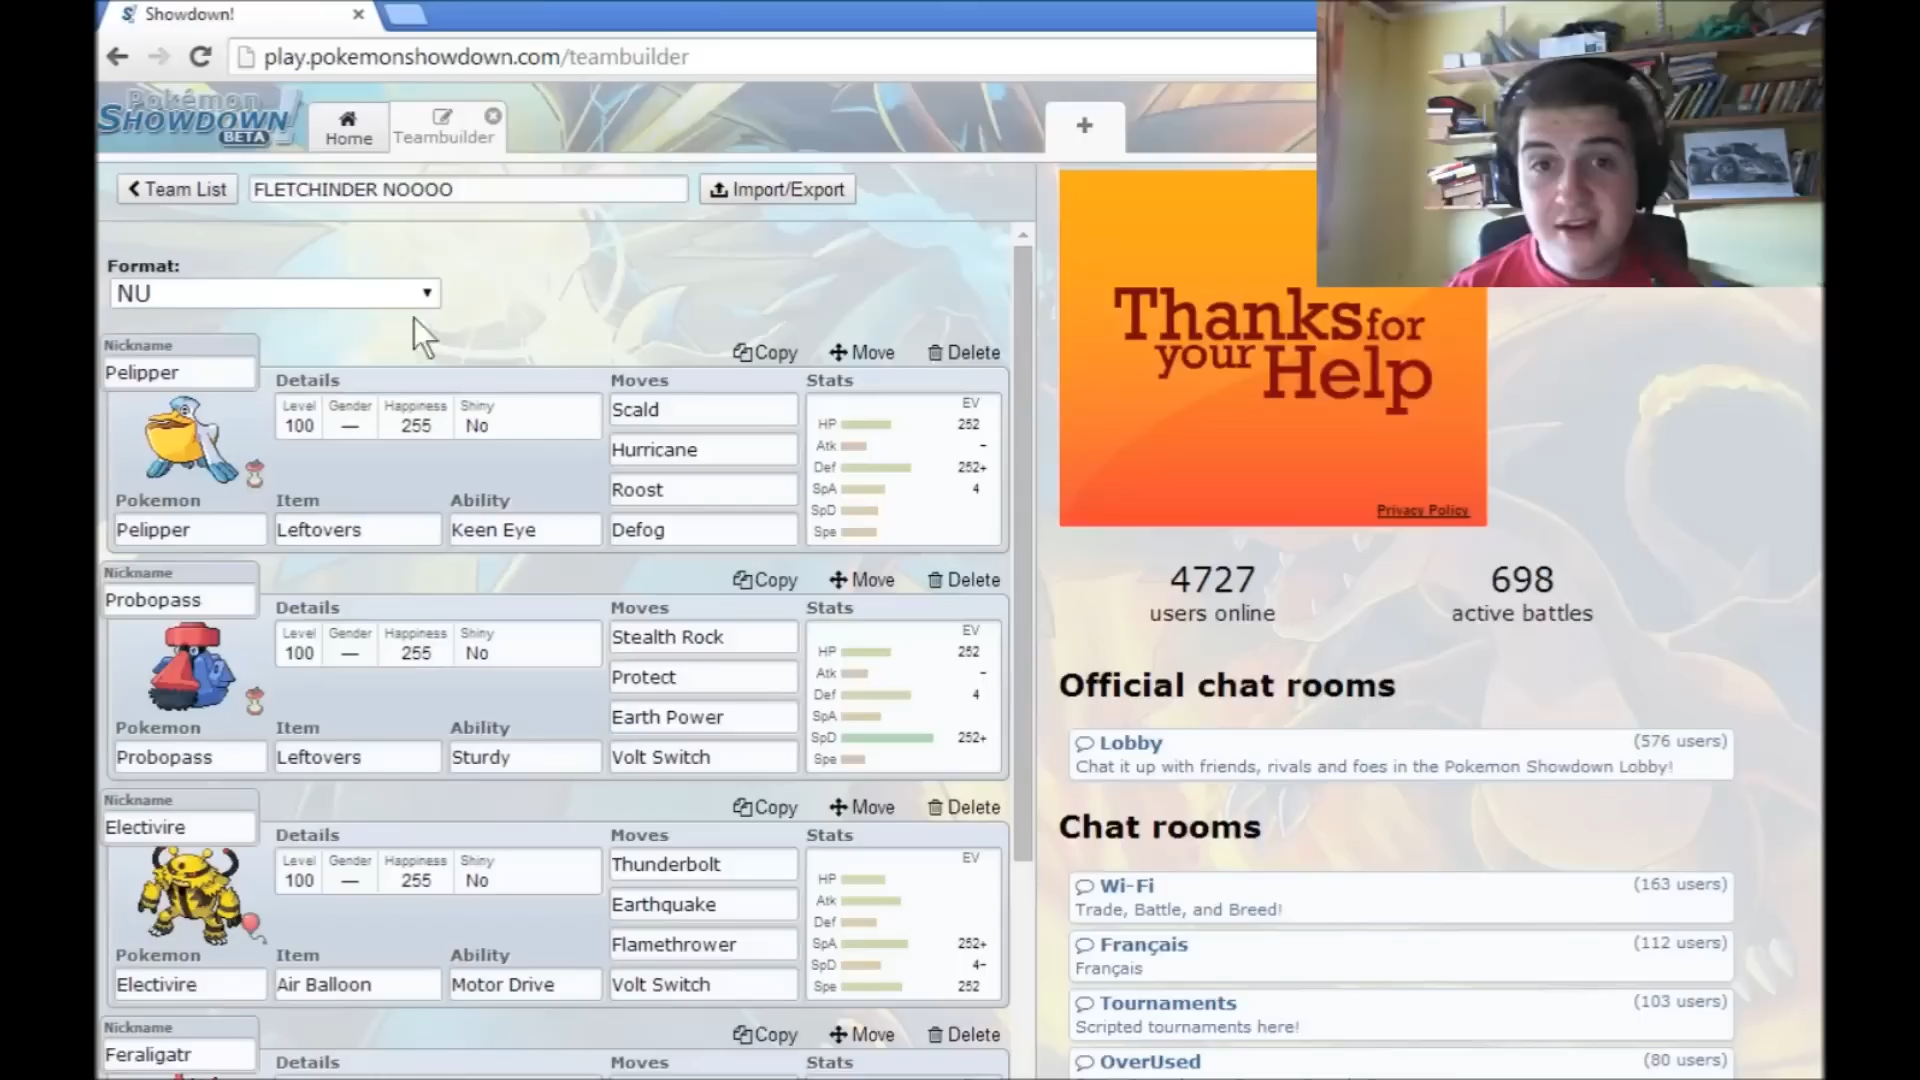 Showdown!
play.pokemonshowdown.com/teambuilder
Pokémon
SHOWDOWN
BETA
Home
Teambuilder
+
Team List
FLETCHINDER NOOOO
Import/Export
Format:
NU
Nickname
Pelipper
Copy Move Delete
Details Moves Stats
Level Gender Happiness Shiny
100 — 255 No
Scald
Hurricane
Roost
Defog
EV
HP 252
Atk -
Def 252+
SpA 4
SpD
Spe
Pokemon Item Ability
Pelipper Leftovers Keen Eye
Nickname
Probopass
Copy Move Delete
Details Moves Stats
Level Gender Happiness Shiny
100 — 255 No
Stealth Rock
Protect
Earth Power
Volt Switch
EV
HP 252
Atk -
Def 4
SpA
SpD 252+
Spe
Pokemon Item Ability
Probopass Leftovers Sturdy
Nickname
Electivire
Copy Move Delete
Details Moves Stats
Level Gender Happiness Shiny
100 — 255 No
Thunderbolt
Earthquake
Flamethrower
Volt Switch
EV
HP
Atk
Def
SpA 252+
SpD 4-
Spe 252
Pokemon Item Ability
Electivire Air Balloon Motor Drive
Nickname
Feraligatr
Copy Move Delete
Details Moves Stats
Thanks for
your Help
Privacy Policy
4727 698
users online active battles
Official chat rooms
Lobby (576 users)
Chat it up with friends, rivals and foes in the Pokemon Showdown Lobby!
Chat rooms
Wi-Fi (163 users)
Trade, Battle, and Breed!
Français (112 users)
Français
Tournaments (103 users)
Scripted tournaments here!
OverUsed (80 users)